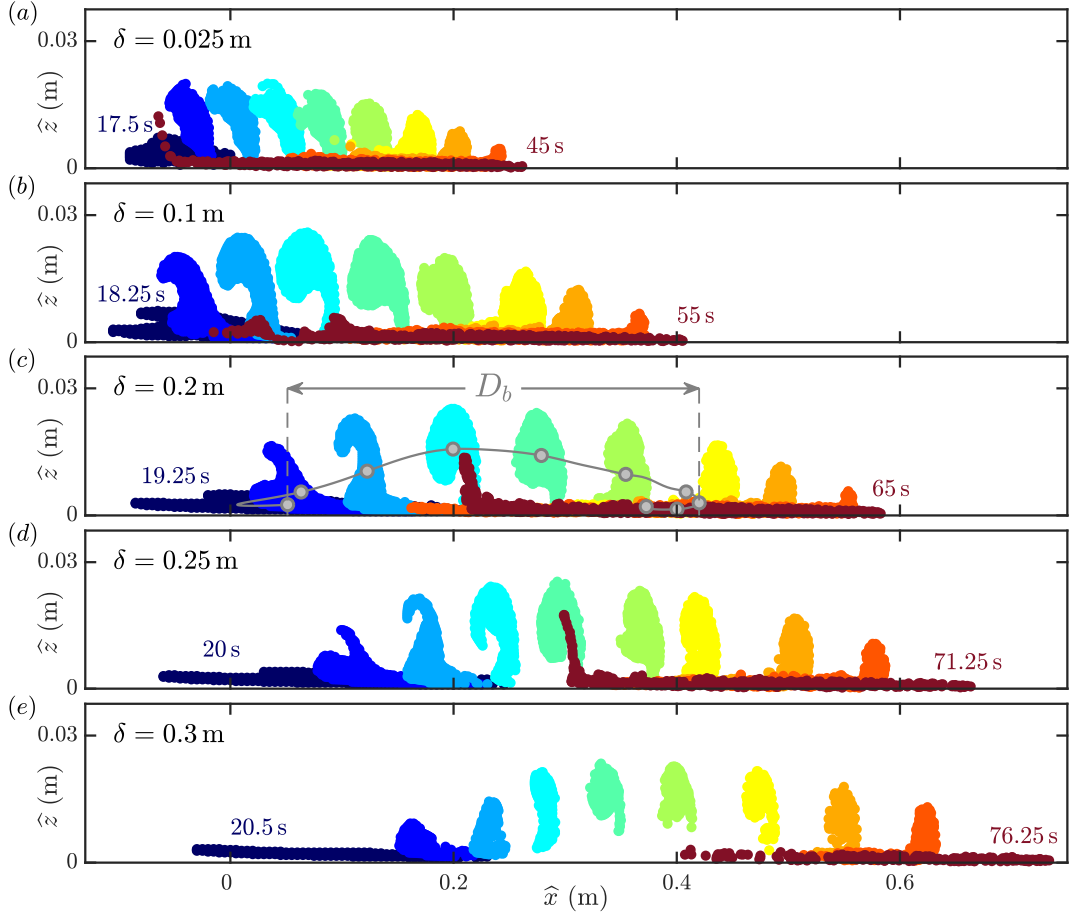 (a)
δ = 0.025 m
0.03
ẑ (m)
0
17.5 s
45 s
(b)
δ = 0.1 m
0.03
ẑ (m)
0
18.25 s
55 s
(c)
δ = 0.2 m
D_b
0.03
ẑ (m)
0
19.25 s
65 s
(d)
δ = 0.25 m
0.03
ẑ (m)
0
20 s
71.25 s
(e)
δ = 0.3 m
0.03
ẑ (m)
0
20.5 s
76.25 s
0 0.2 0.4 0.6
x̂ (m)